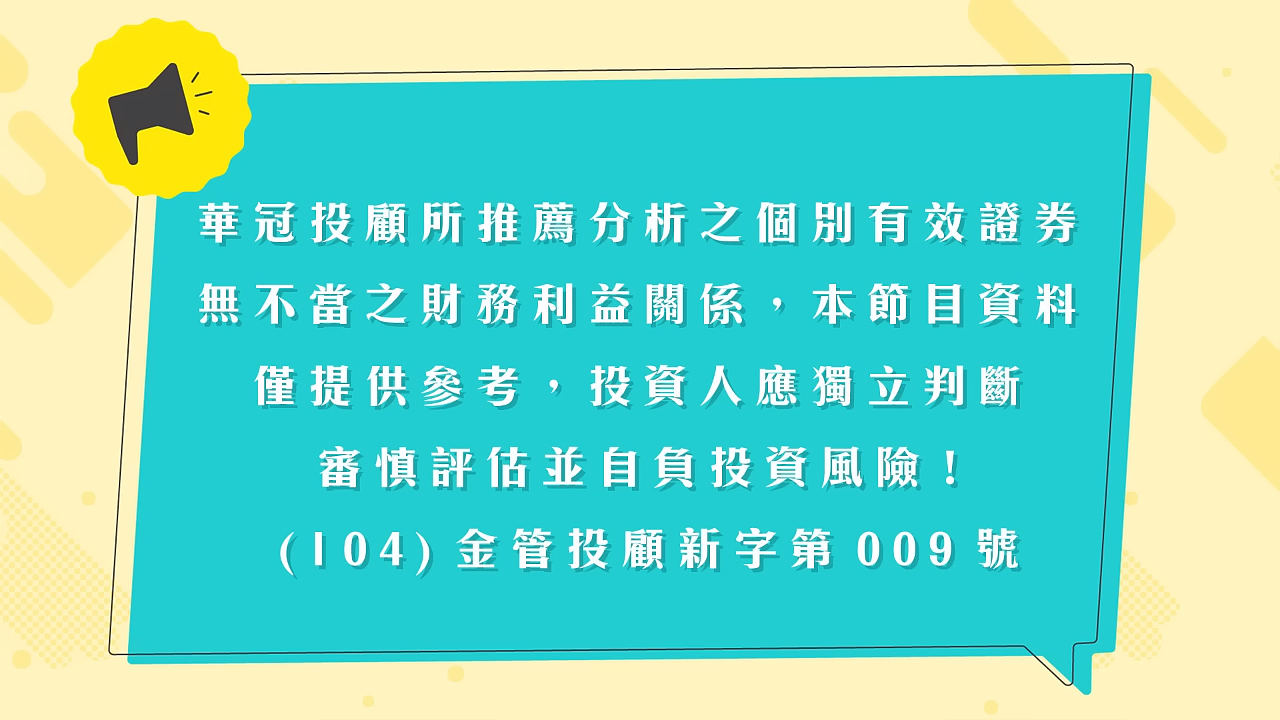 華冠投顧所推薦分析之個別有效證券
無不當之財務利益關係，本節目資料
僅提供參考，投資人應獨立判斷
審慎評估並自負投資風險！
(104) 金管投顧新字第 009 號